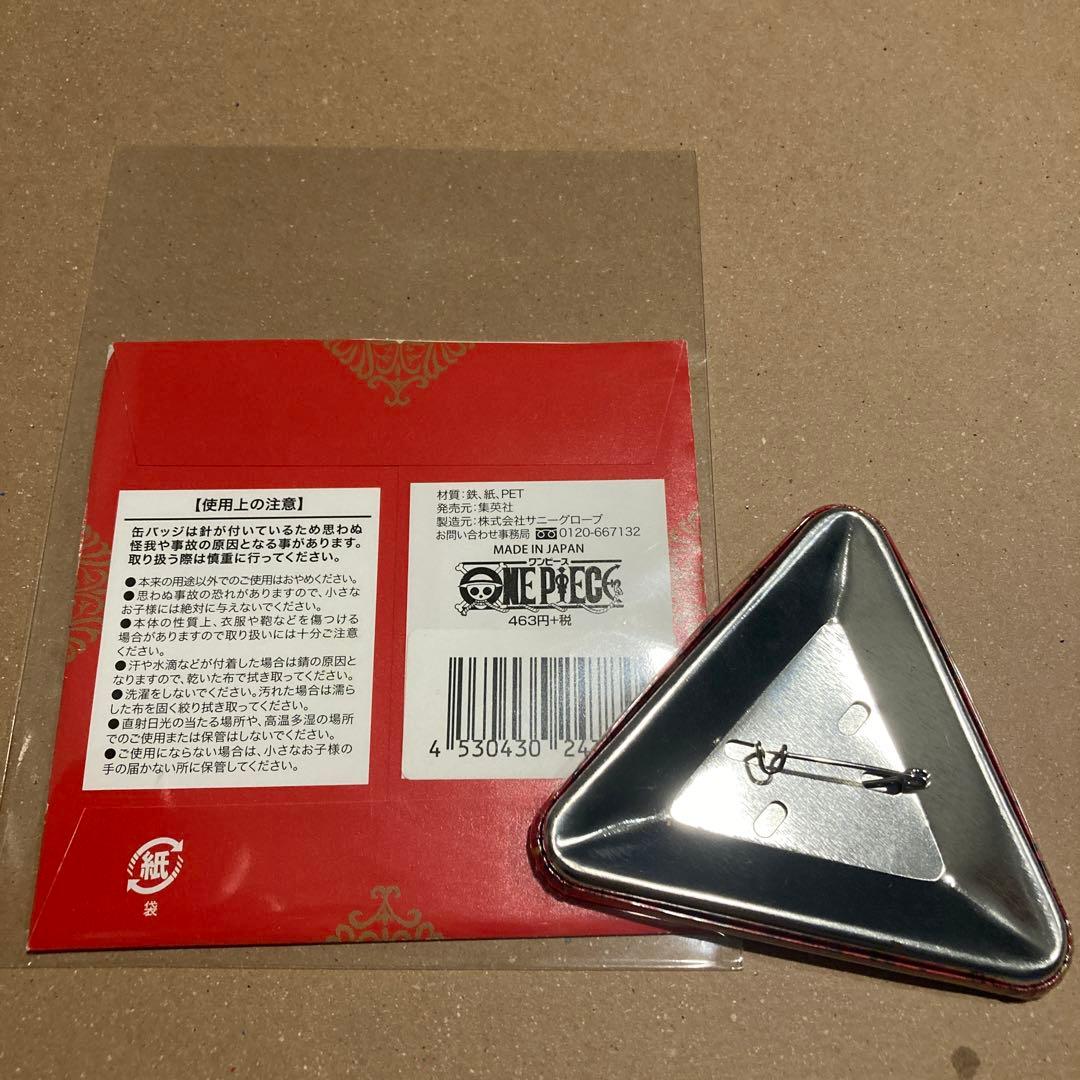 【使用上の注意】
缶バッジは針が付いているため思わぬ
怪我や事故の原因となる事があります。
取り扱う際は慎重に行ってください。
●本来の用途以外でのご使用はおやめください。
●思わぬ事故の恐れがありますので、小さな
お子様には絶対に与えないでください。
●本体の性質上、衣服や鞄などを傷つける
場合がありますので取り扱いには十分ご注意
ください。
●汗や水滴などが付着した場合は錆の原因と
なりますので、乾いた布で拭き取ってください。
●洗濯をしないでください。汚れた場合は濡ら
した布を固く絞り拭き取ってください。
●直射日光の当たる場所や、高温多湿の場所
でのご使用または保管はしないでください。
●ご使用にならない場合は、小さなお子様の
手の届かない所に保管してください。
材質:鉄、紙、PET
発売元:集英社
製造元:株式会社サニーグローブ
お問い合わせ事務局 0120-667132
MADE IN JAPAN
ワンピース
ONE PIECE
463円+税
4 530430 24
紙
袋